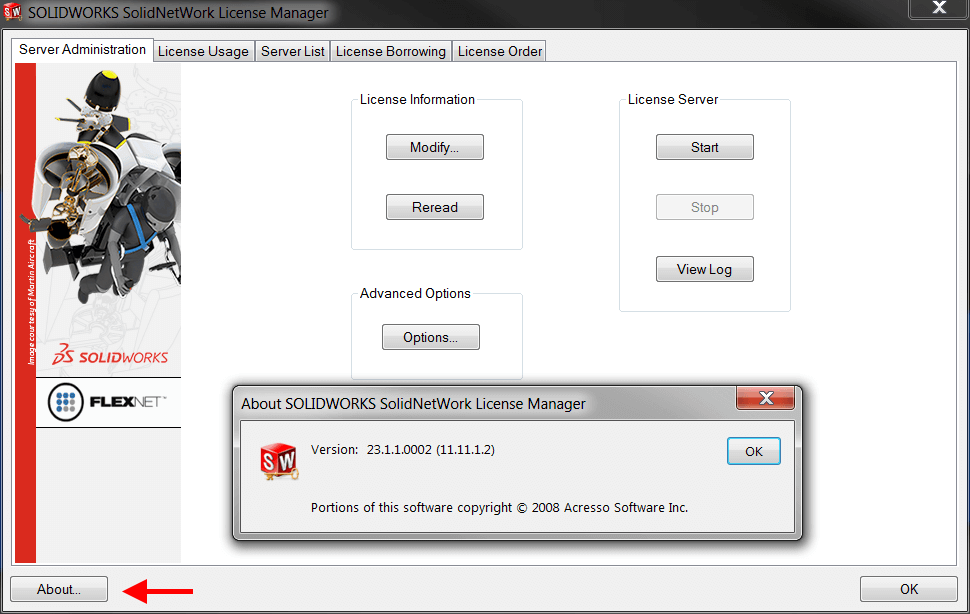 SOLIDWORKS SolidNetWork License Manager
Server Administration License Usage Server List License Borrowing License Order
License Information
Modify...
Reread
Advanced Options
Options...
License Server
Start
Stop
View Log
Image courtesy of Martin Aircraft
SOLIDWORKS
FLEXNET
About SOLIDWORKS SolidNetWork License Manager
SW
Version: 23.1.1.0002 (11.11.1.2)
OK
Portions of this software copyright © 2008 Acresso Software Inc.
About...
OK